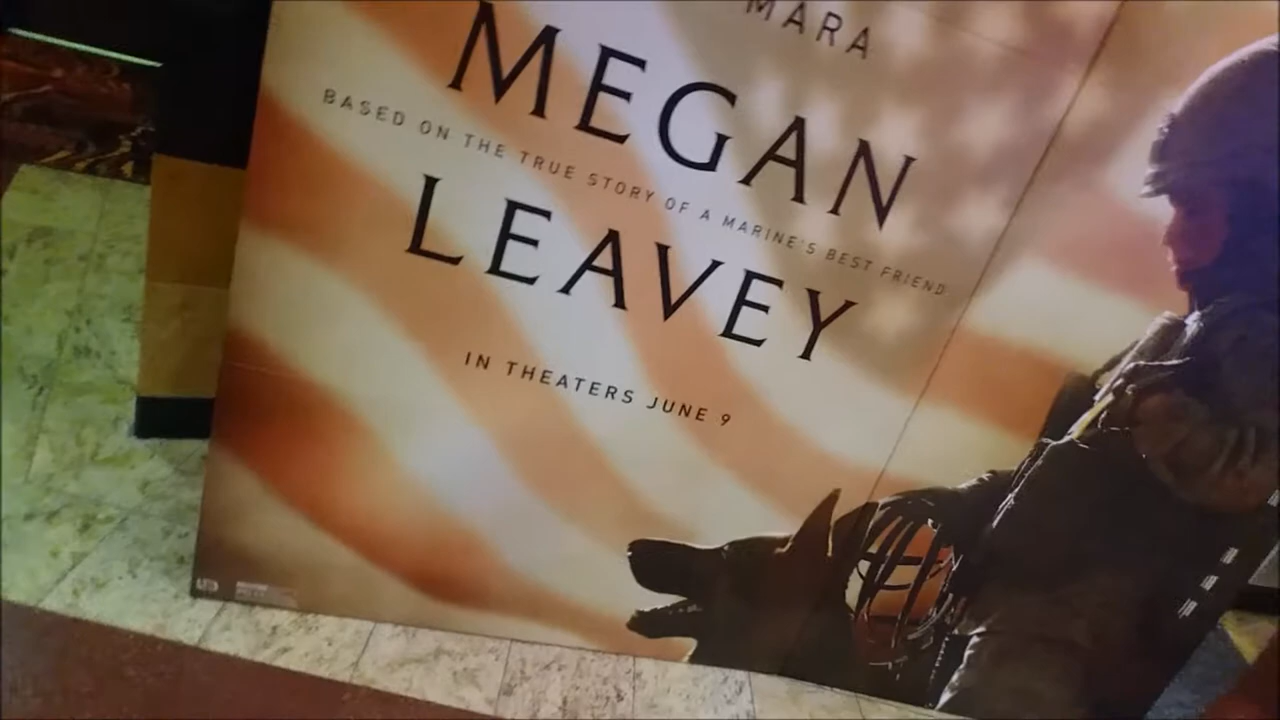 MARA
MEGAN
BASED ON THE TRUE STORY OF A MARINE'S BEST FRIEND
LEAVEY
IN THEATERS JUNE 9